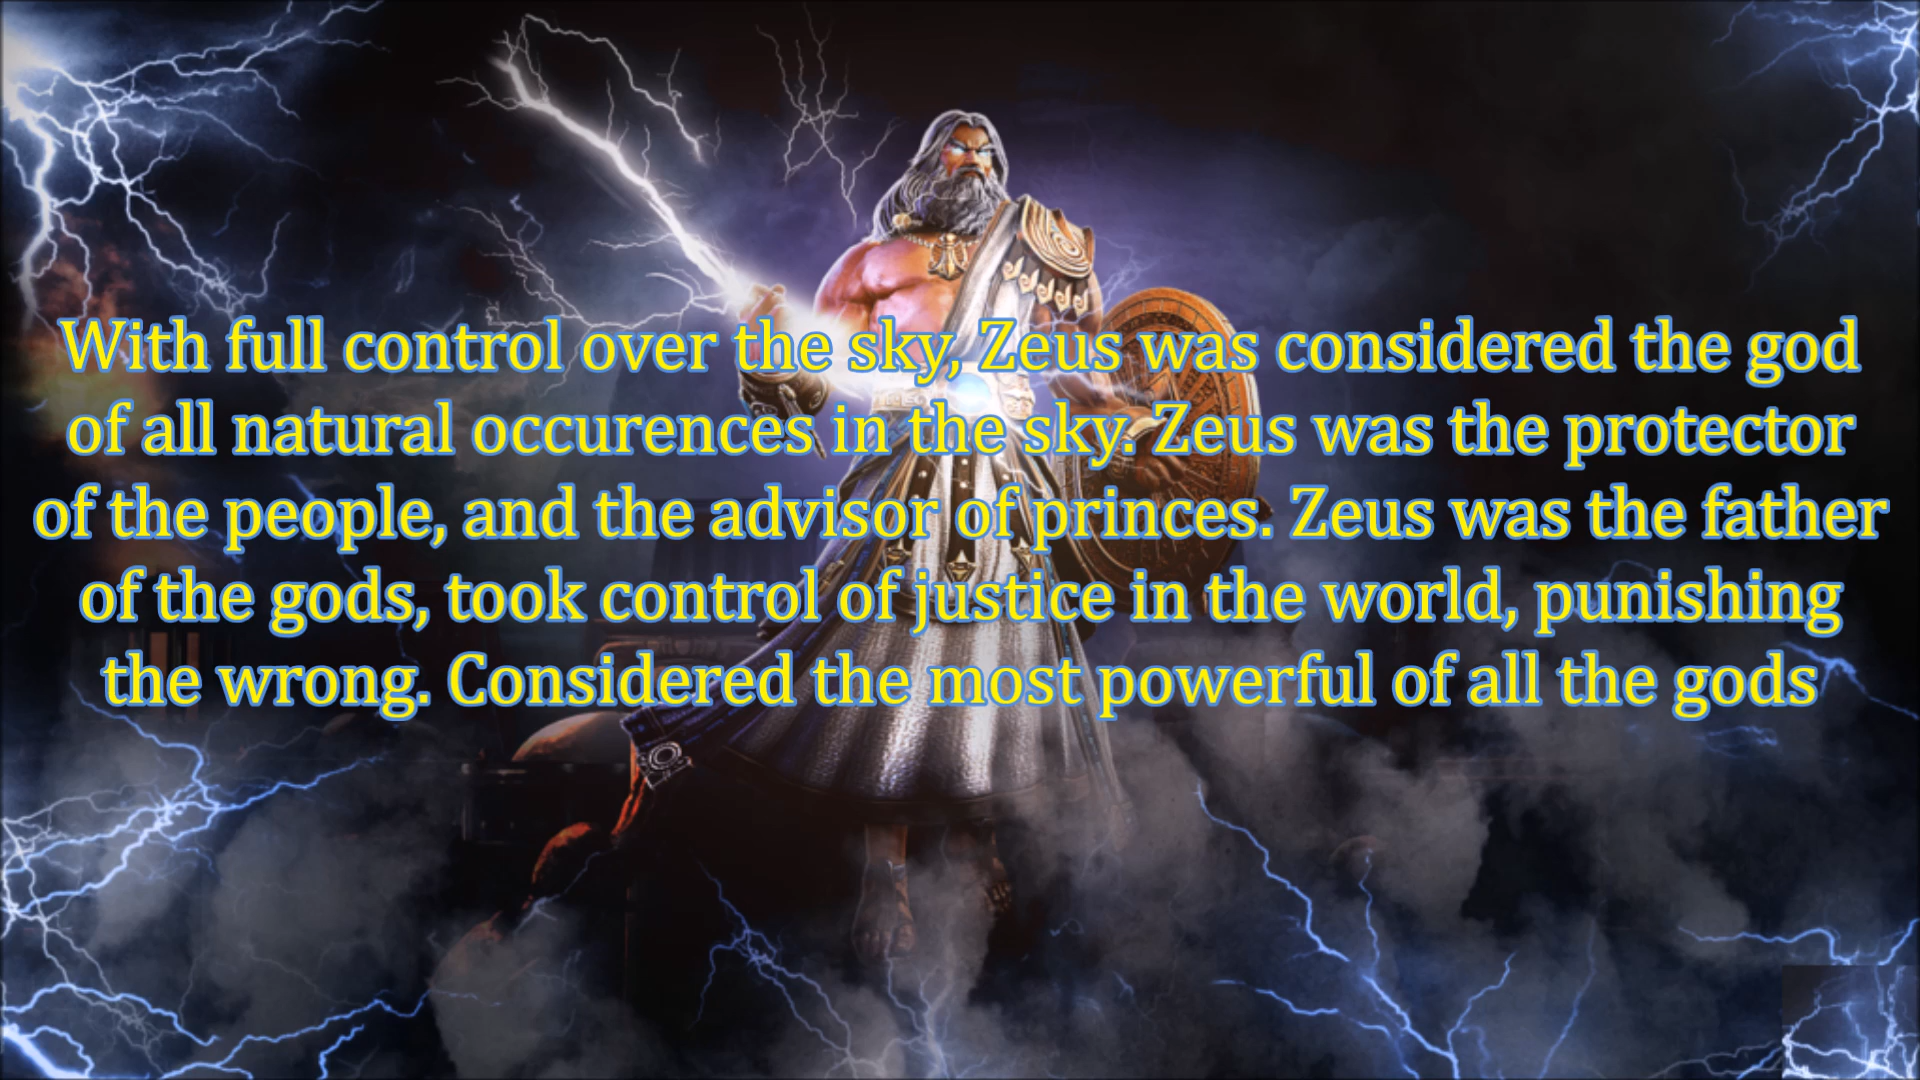 With full control over the sky, Zeus was considered the god
of all natural occurences in the sky. Zeus was the protector
of the people, and the advisor of princes. Zeus was the father
of the gods, took control of justice in the world, punishing
the wrong. Considered the most powerful of all the gods